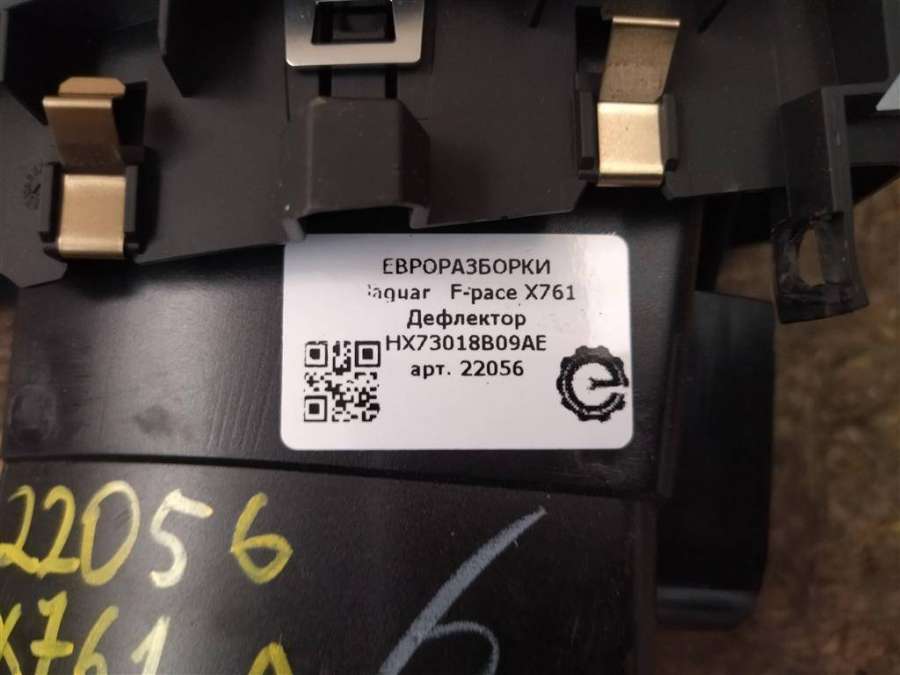 ЕВРОРАЗБОРКИ
Jaguar F-pace X761
Дефлектор
HX73018B09AE
арт. 22056
22056
X761
6